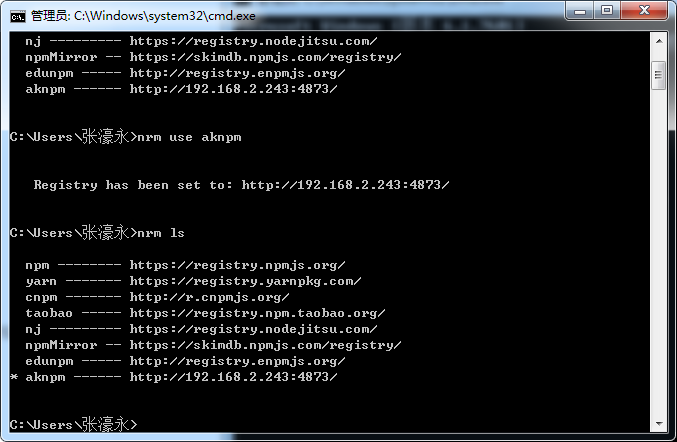 管理员: C:\Windows\system32\cmd.exe
nj --------- https://registry.nodejitsu.com/
npmMirror -- https://skimdb.npmjs.com/registry/
edunpm ----- http://registry.enpmjs.org/
aknpm ------ http://192.168.2.243:4873/
C:\Users\张濠永>nrm use aknpm
Registry has been set to: http://192.168.2.243:4873/
C:\Users\张濠永>nrm ls
npm -------- https://registry.npmjs.org/
yarn ------- https://registry.yarnpkg.com/
cnpm ------- http://r.cnpmjs.org/
taobao ----- https://registry.npm.taobao.org/
nj --------- https://registry.nodejitsu.com/
npmMirror -- https://skimdb.npmjs.com/registry/
edunpm ----- http://registry.enpmjs.org/
* aknpm ------ http://192.168.2.243:4873/
C:\Users\张濠永>